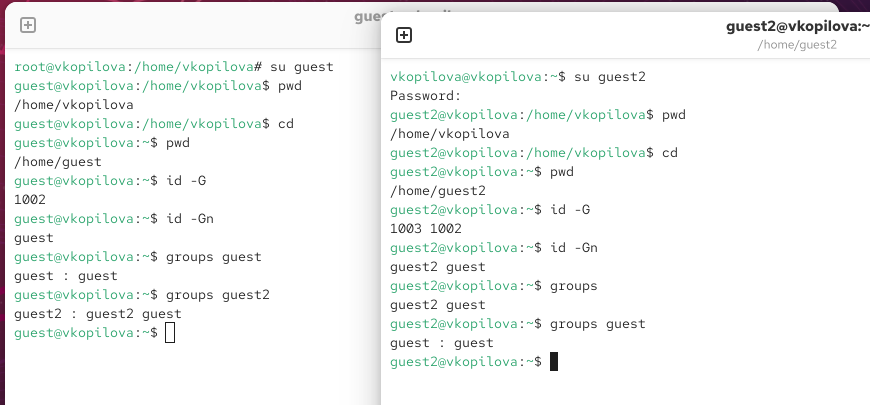 root@vkopilova:/home/vkopilova# su guest
guest@vkopilova:/home/vkopilova$ pwd
/home/vkopilova
guest@vkopilova:/home/vkopilova$ cd
guest@vkopilova:~$ pwd
/home/guest
guest@vkopilova:~$ id -G
1002
guest@vkopilova:~$ id -Gn
guest
guest@vkopilova:~$ groups guest
guest : guest
guest@vkopilova:~$ groups guest2
guest2 : guest2 guest
guest@vkopilova:~$
guest2@vkopilova:~
/home/guest2
vkopilova@vkopilova:~$ su guest2
Password:
guest2@vkopilova:/home/vkopilova$ pwd
/home/vkopilova
guest2@vkopilova:/home/vkopilova$ cd
guest2@vkopilova:~$ pwd
/home/guest2
guest2@vkopilova:~$ id -G
1003 1002
guest2@vkopilova:~$ id -Gn
guest2 guest
guest2@vkopilova:~$ groups
guest2 guest
guest2@vkopilova:~$ groups guest
guest : guest
guest2@vkopilova:~$